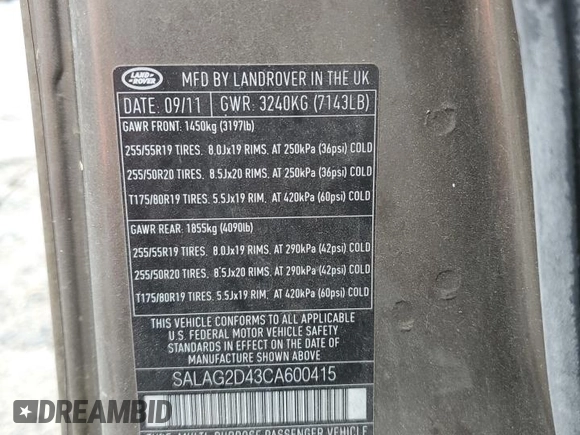 LAND ROVER
MFD BY LANDROVER IN THE UK
DATE: 09/11 GWR: 3240KG (7143LB)
GAWR FRONT: 1450kg (3197lb)
255/55R19 TIRES. 8.0Jx19 RIMS. AT 250kPa (36psi) COLD
255/50R20 TIRES. 8.5Jx20 RIMS. AT 250kPa (36psi) COLD
T175/80R19 TIRES. 5.5Jx19 RIM. AT 420kPa (60psi) COLD
GAWR REAR: 1855kg (4090lb)
255/55R19 TIRES. 8.0Jx19 RIMS. AT 290kPa (42psi) COLD
255/50R20 TIRES. 8.5Jx20 RIMS. AT 290kPa (42psi) COLD
T175/80R19 TIRES. 5.5Jx19 RIM. AT 420kPa (60psi) COLD
THIS VEHICLE CONFORMS TO ALL APPLICABLE
U.S. FEDERAL MOTOR VEHICLE SAFETY
STANDARDS IN EFFECT ON THE DATE OF
MANUFACTURE SHOWN ABOVE
SALAG2D43CA600415
TYPE: MULTI-PURPOSE PASSENGER VEHICLE
DREAMBID